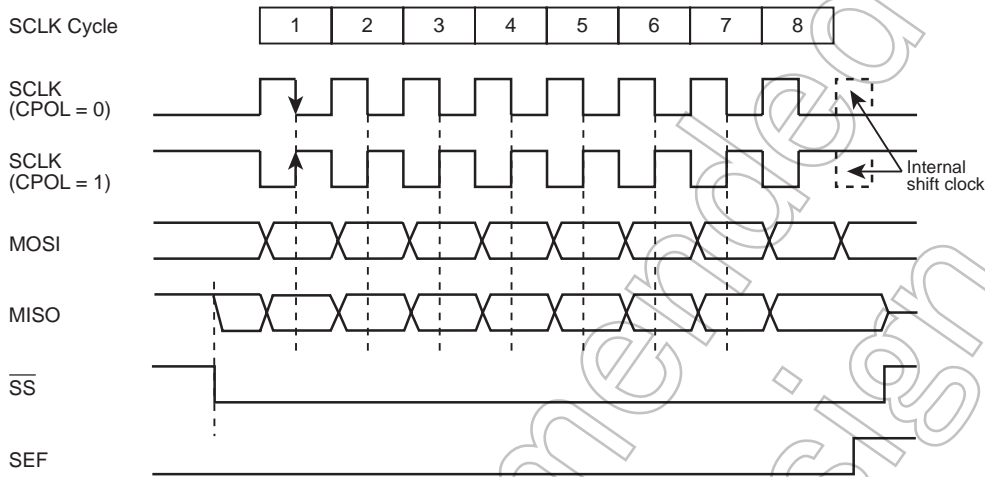 SCLK Cycle 1 2 3 4 5 6 7 8
SCLK
(CPOL = 0)
SCLK
(CPOL = 1)
Internal
shift clock
MOSI
MISO
SS
SEF